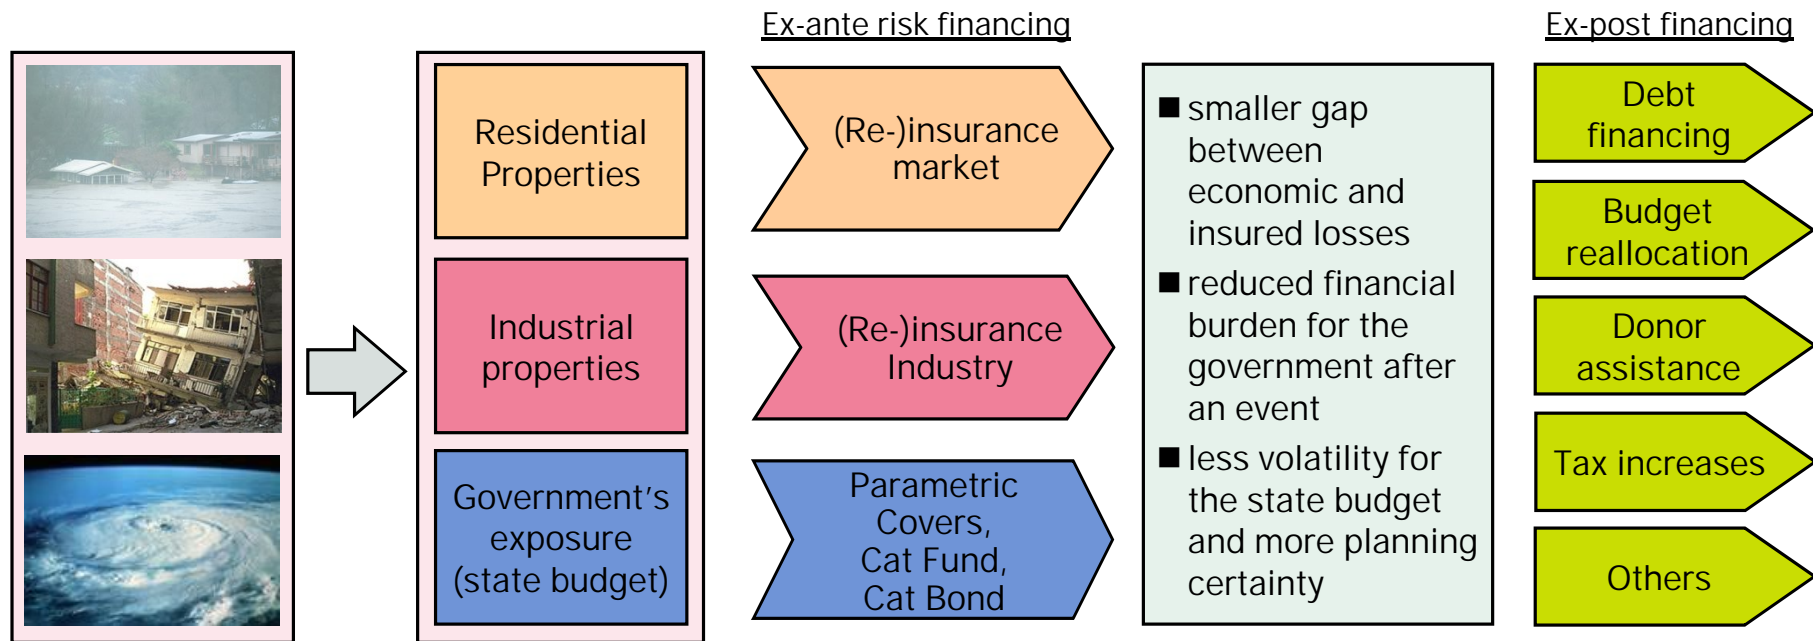 Ex-ante risk financing
Ex-post financing
Residential
Properties
Industrial
properties
Government's
exposure
(state budget)
(Re-)insurance
market
(Re-)insurance
Industry
Parametric
Covers,
Cat Fund,
Cat Bond
■ smaller gap
between
economic and
insured losses
■ reduced financial
burden for the
government after
an event
■ less volatility for
the state budget
and more planning
certainty
Debt
financing
Budget
reallocation
Donor
assistance
Tax increases
Others